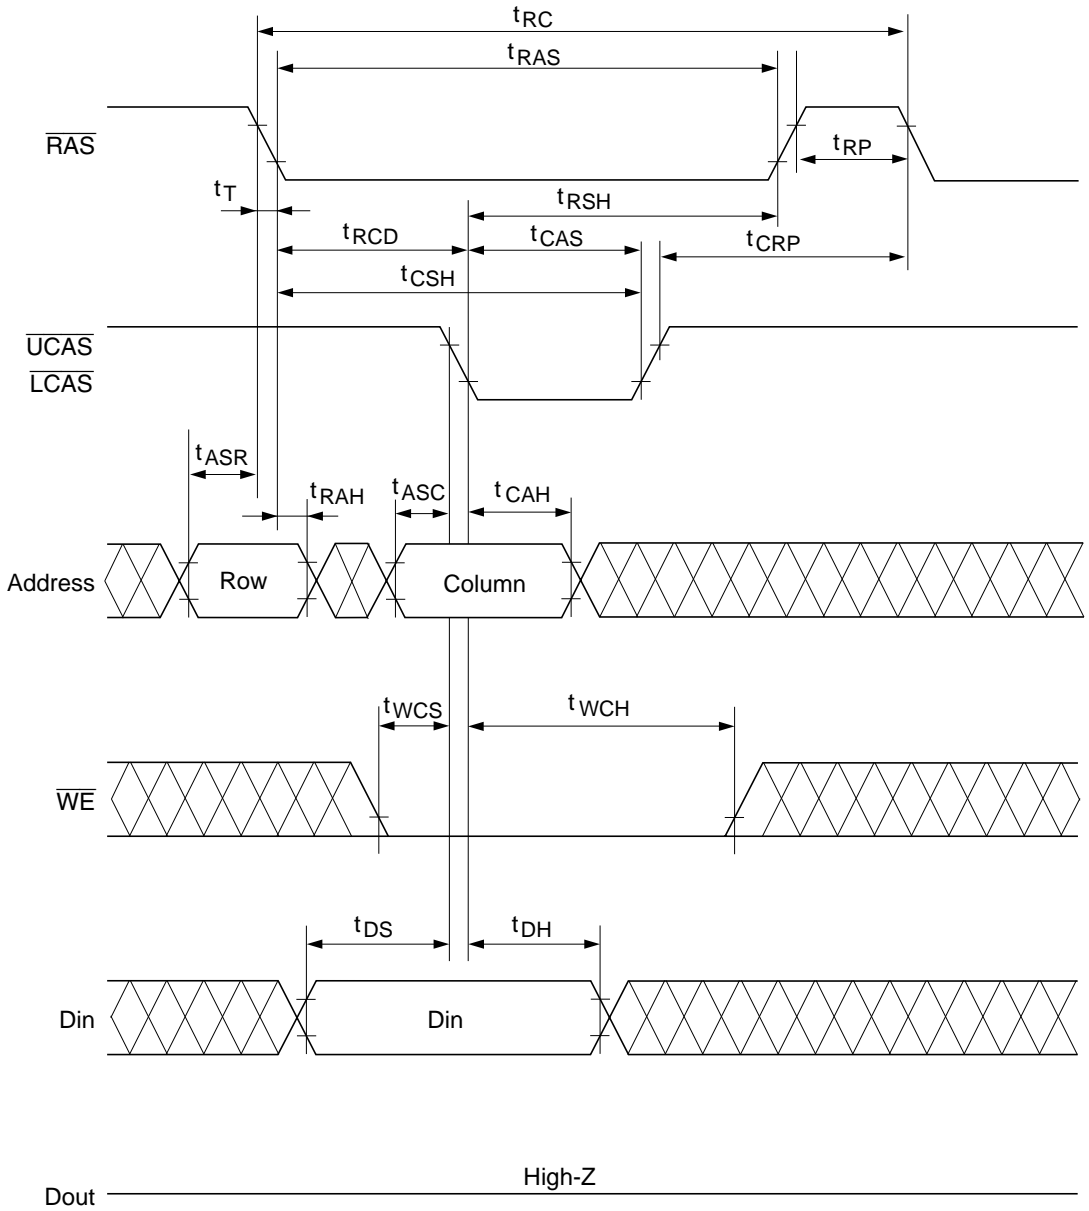 tRC
tRAS
RAS
tRP
tT
tRSH
tRCD
tCAS
tCRP
tCSH
UCAS
LCAS
tASR
tRAH
tASC
tCAH
Address
Row
Column
tWCS
tWCH
WE
tDS
tDH
Din
Din
High-Z
Dout